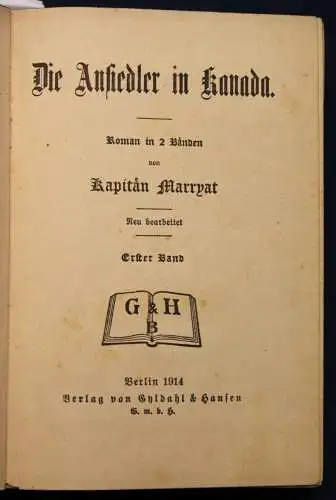 Die Ansiedler in Kanada.
Roman in 2 Bänden
von
Kapitän Marryat
Neu bearbeitet
Erster Band
G & H
B
Berlin 1914
Verlag von Gyldahl & Hansen
G. m. b. H.